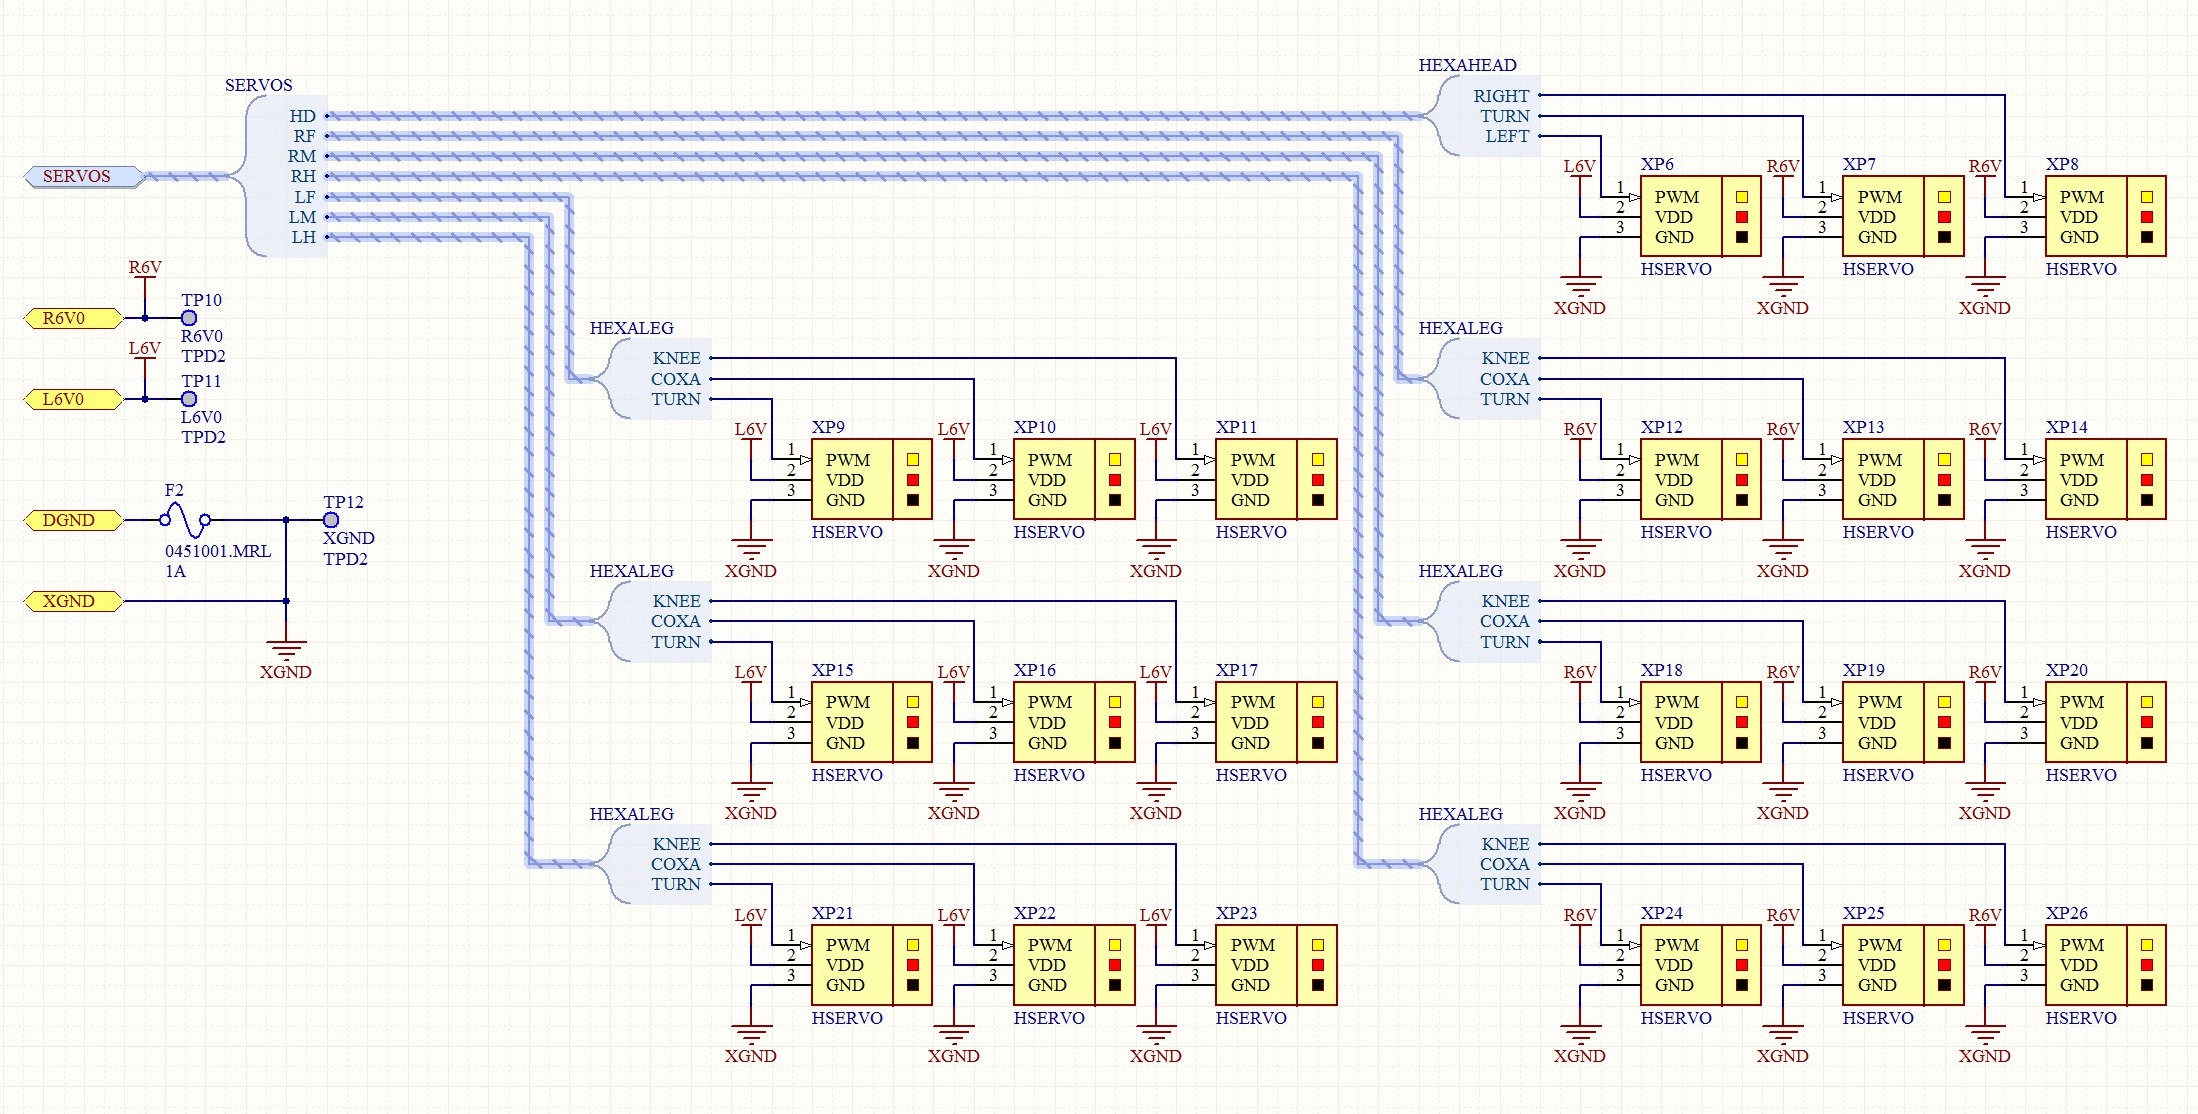 SERVOS
SERVOS
HD
RF
RM
RH
LF
LM
LH
R6V
R6V0
TP10
R6V0
TPD2
L6V
L6V0
TP11
L6V0
TPD2
DGND
F2
0451001.MRL
1A
TP12
XGND
TPD2
XGND
XGND
HEXAHEAD
RIGHT
TURN
LEFT
L6V XP6 R6V XP7 R6V XP8
1 PWM 1 PWM 1 PWM
2 VDD 2 VDD 2 VDD
3 GND 3 GND 3 GND
HSERVO HSERVO HSERVO
XGND XGND XGND
HEXALEG
KNEE
COXA
TURN
L6V XP9 L6V XP10 L6V XP11
1 PWM 1 PWM 1 PWM
2 VDD 2 VDD 2 VDD
3 GND 3 GND 3 GND
HSERVO HSERVO HSERVO
XGND XGND XGND
HEXALEG
KNEE
COXA
TURN
R6V XP12 R6V XP13 R6V XP14
1 PWM 1 PWM 1 PWM
2 VDD 2 VDD 2 VDD
3 GND 3 GND 3 GND
HSERVO HSERVO HSERVO
XGND XGND XGND
HEXALEG
KNEE
COXA
TURN
L6V XP15 L6V XP16 L6V XP17
1 PWM 1 PWM 1 PWM
2 VDD 2 VDD 2 VDD
3 GND 3 GND 3 GND
HSERVO HSERVO HSERVO
XGND XGND XGND
HEXALEG
KNEE
COXA
TURN
R6V XP18 R6V XP19 R6V XP20
1 PWM 1 PWM 1 PWM
2 VDD 2 VDD 2 VDD
3 GND 3 GND 3 GND
HSERVO HSERVO HSERVO
XGND XGND XGND
HEXALEG
KNEE
COXA
TURN
L6V XP21 L6V XP22 L6V XP23
1 PWM 1 PWM 1 PWM
2 VDD 2 VDD 2 VDD
3 GND 3 GND 3 GND
HSERVO HSERVO HSERVO
XGND XGND XGND
HEXALEG
KNEE
COXA
TURN
R6V XP24 R6V XP25 R6V XP26
1 PWM 1 PWM 1 PWM
2 VDD 2 VDD 2 VDD
3 GND 3 GND 3 GND
HSERVO HSERVO HSERVO
XGND XGND XGND